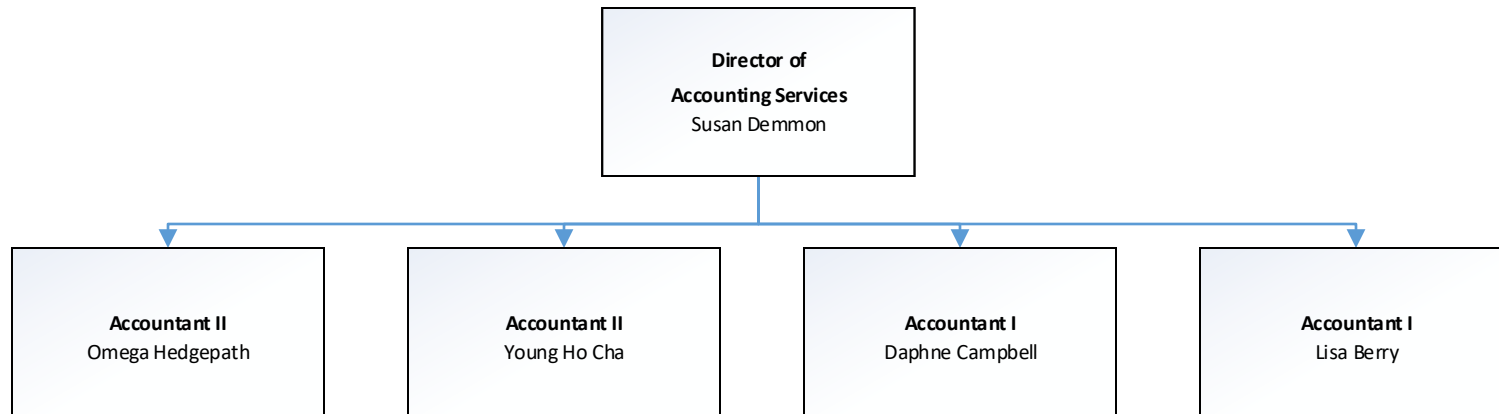 Director of
Accounting Services
Susan Demmon
Accountant II
Omega Hedgepath
Accountant II
Young Ho Cha
Accountant I
Daphne Campbell
Accountant I
Lisa Berry